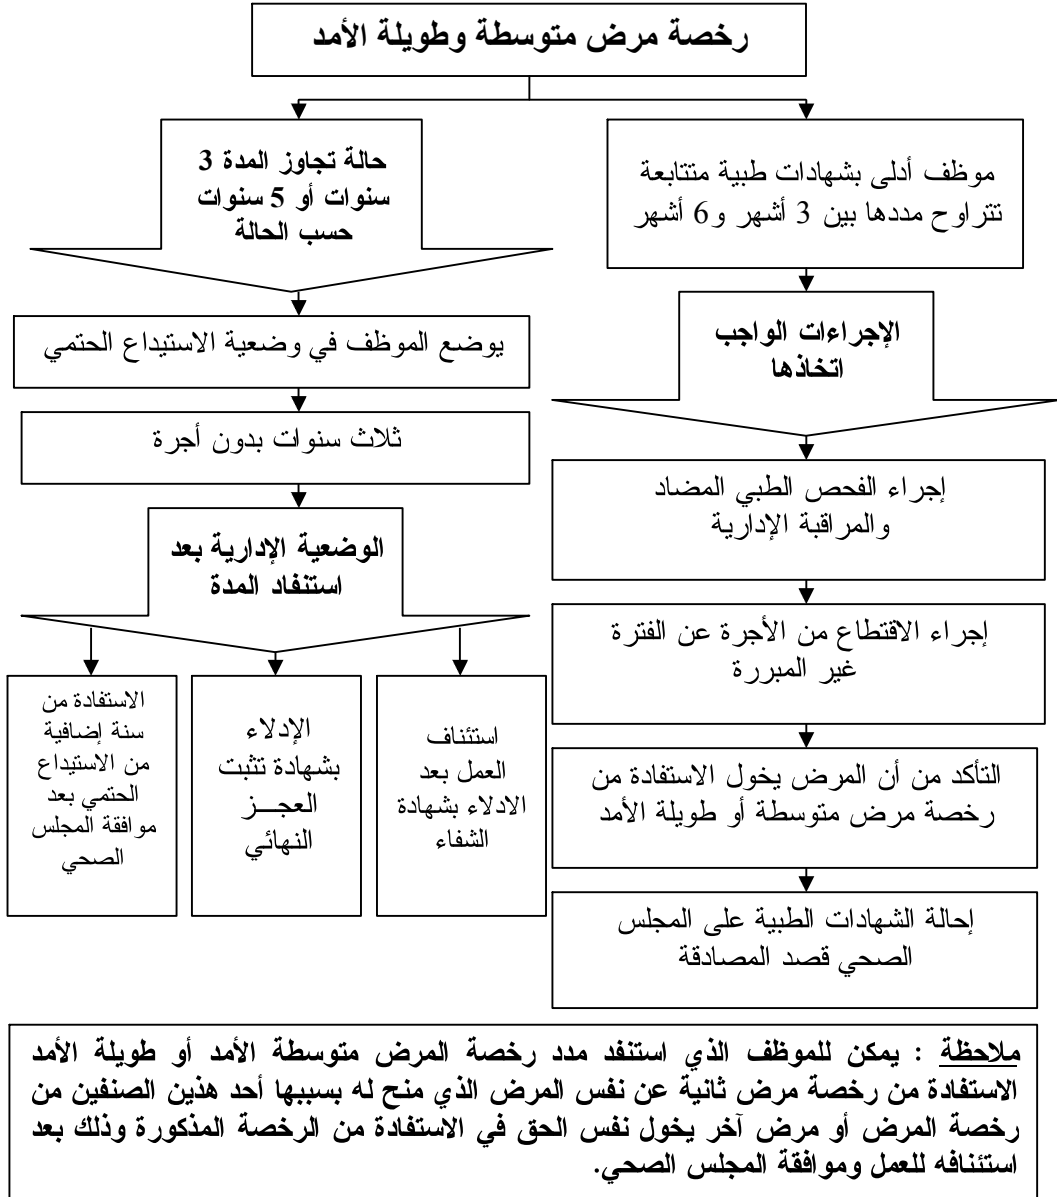 رخصة مرض متوسطة وطويلة الأمد
موظف أدلى بشهادات طبية متتابعة
تتراوح مددها بين 3 أشهر و6 أشهر
الإجراءات الواجب
اتخاذها
إجراء الفحص الطبي المضاد
والمراقبة الإدارية
إجراء الاقتطاع من الأجرة عن الفترة
غير المبررة
التأكد من أن المرض يخول الاستفادة من
رخصة مرض متوسطة أو طويلة الأمد
إحالة الشهادات الطبية على المجلس
الصحي قصد المصادقة
حالة تجاوز المدة 3
سنوات أو 5 سنوات
حسب الحالة
يوضع الموظف في وضعية الاستيداع الحتمي
ثلاث سنوات بدون أجرة
الوضعية الإدارية بعد
استنفاد المدة
استئناف
العمل بعد
الادلاء بشهادة
الشفاء
الإدلاء
بشهادة تثبت
العجــز
النهائي
الاستفادة من
سنة إضافية
من الاستيداع
الحتمي بعد
موافقة المجلس
الصحي
ملاحظة : يمكن للموظف الذي استنفد مدد رخصة المرض متوسطة الأمد أو طويلة الأمد
الاستفادة من رخصة مرض ثانية عن نفس المرض الذي منح له بسببها أحد هذين الصنفين من
رخصة المرض أو مرض آخر يخول نفس الحق في الاستفادة من الرخصة المذكورة وذلك بعد
استئنافه للعمل وموافقة المجلس الصحي.